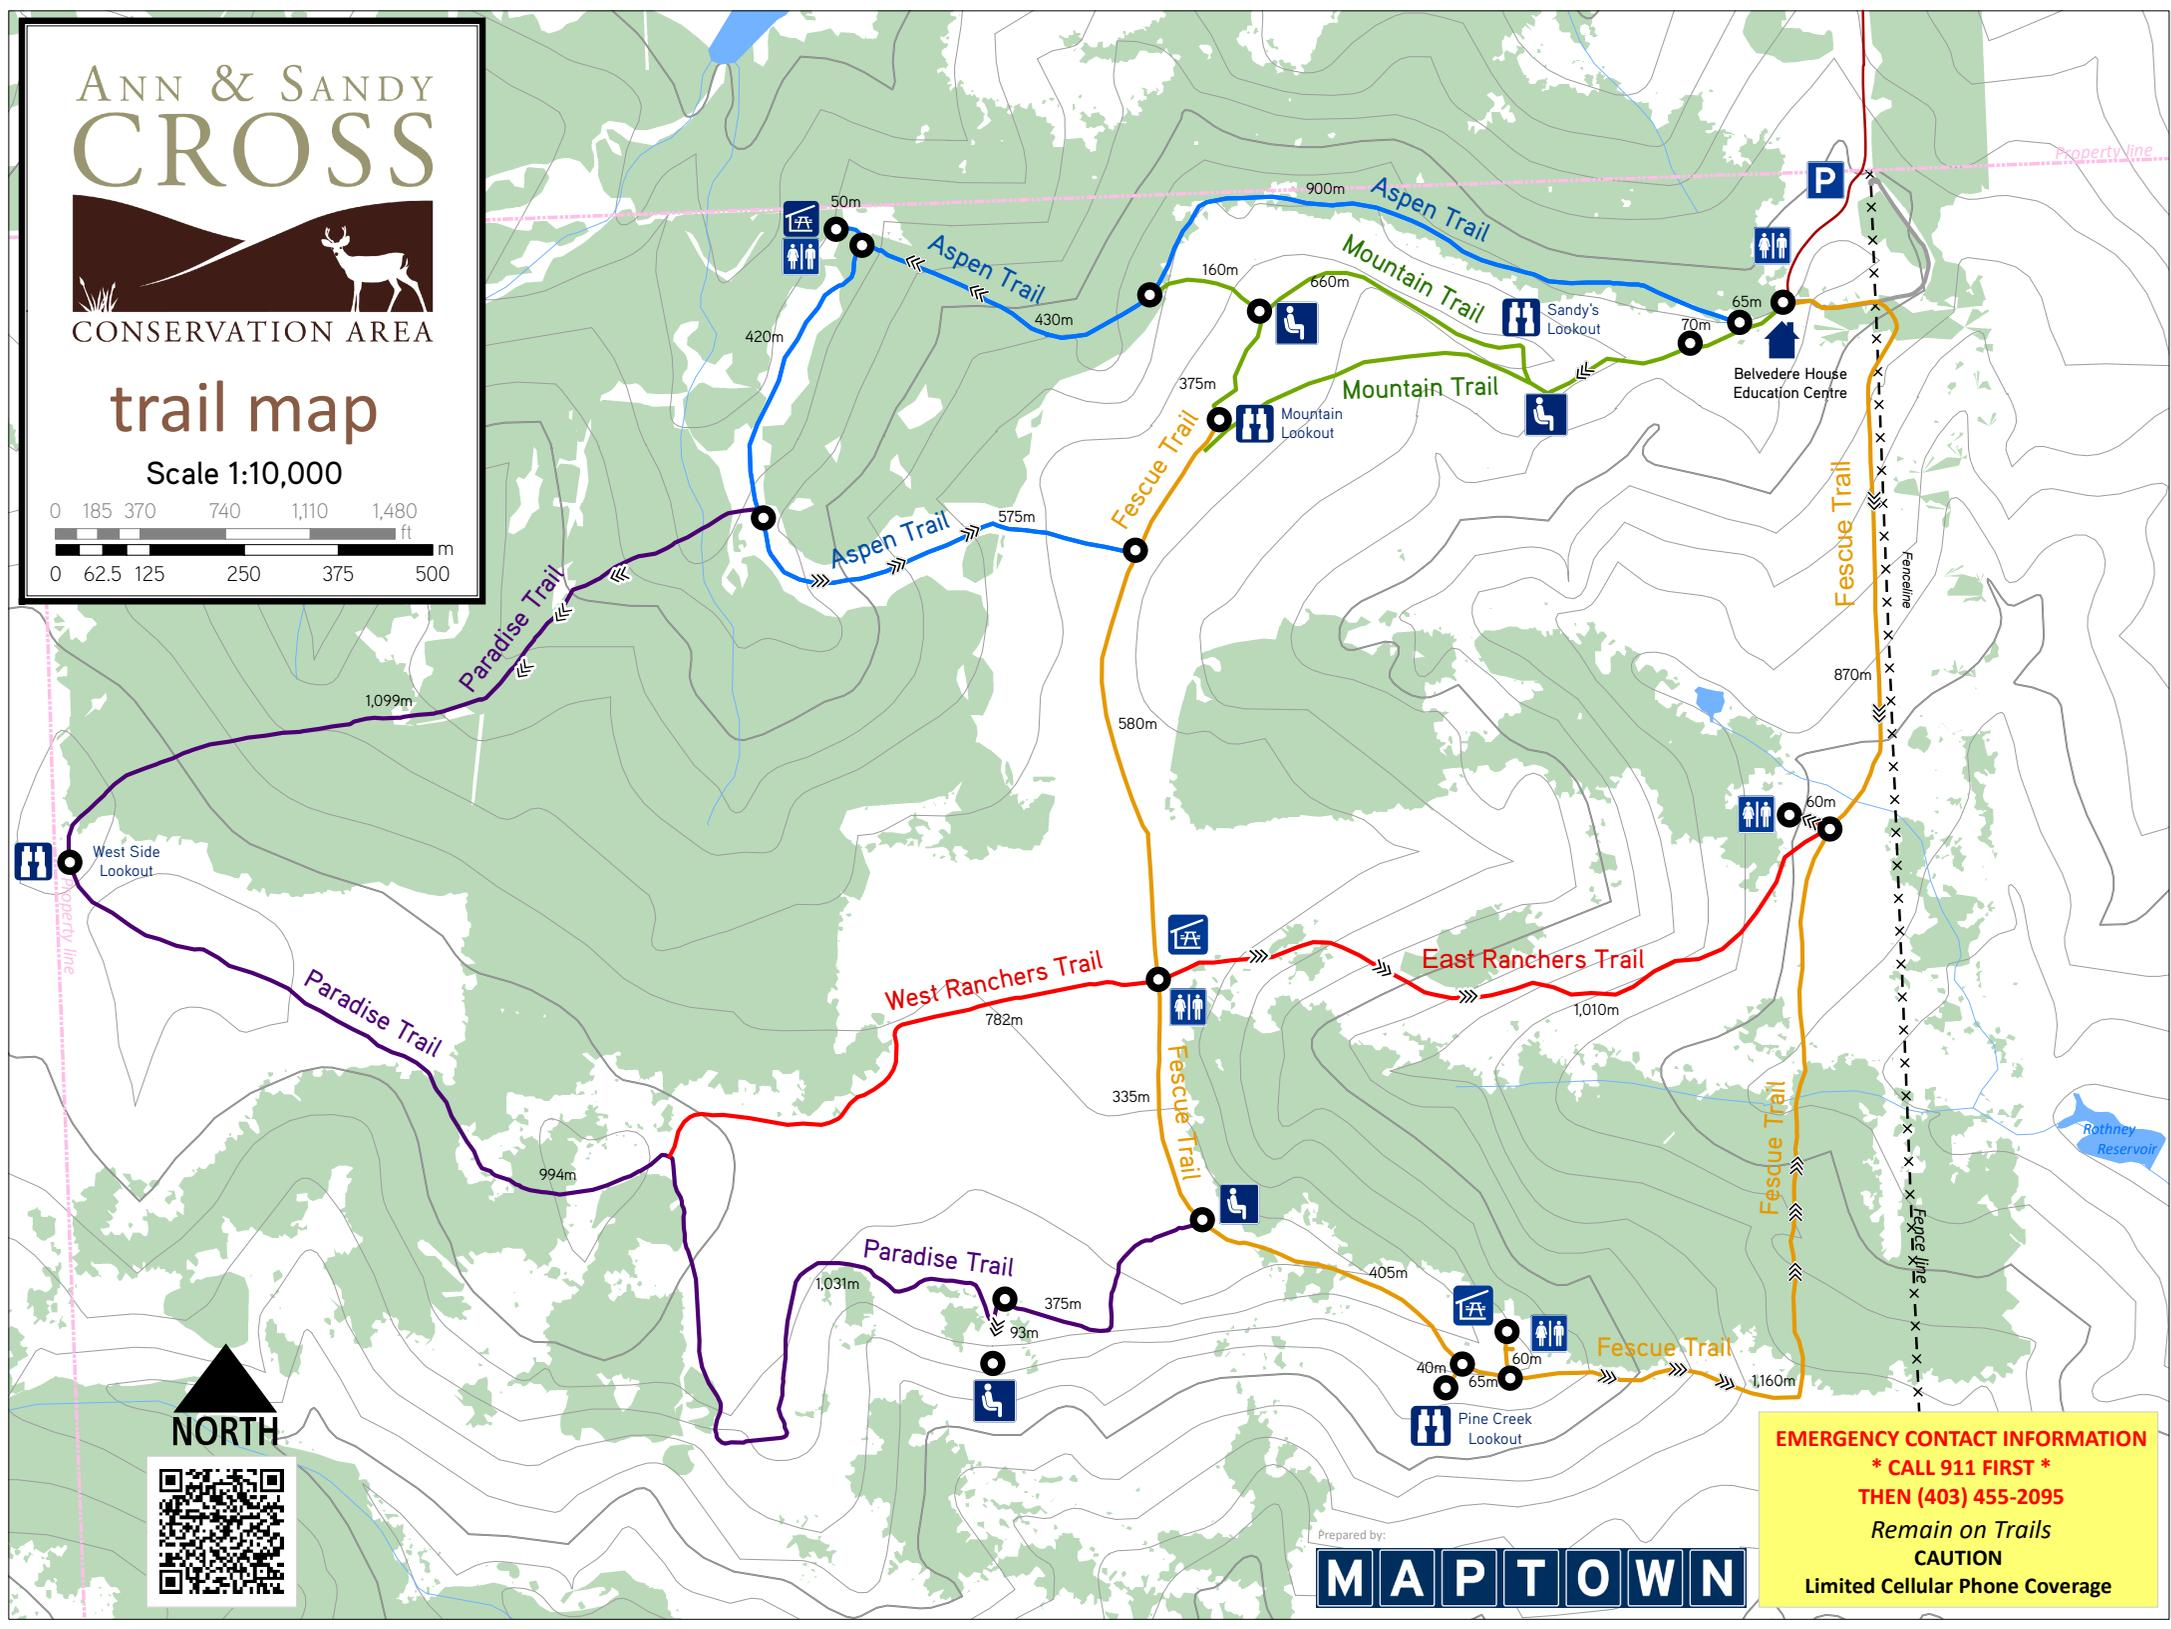 ANN & SANDY
CROSS
CONSERVATION AREA
trail map
Scale 1:10,000
0 185 370 740 1,110 1,480
ft
m
0 62.5 125 250 375 500
Property line
P
900m
Aspen Trail
50m
Aspen Trail
430m
160m
660m
Mountain Trail
Sandy's
Lookout
65m
70m
Belvedere House
Education Centre
420m
375m
Mountain Trail
Mountain
Lookout
Fescue Trail
Aspen Trail
575m
Fescue Trail
Fenceline
870m
Paradise Trail
1,099m
580m
60m
West Side
Lookout
Property line
Paradise Trail
994m
West Ranchers Trail
782m
East Ranchers Trail
1,010m
335m
Fescue Trail
Fescue Trail
Rothney
Reservoir
Fence line
Paradise Trail
1,031m
375m
93m
405m
40m
65m
60m
Fescue Trail
1,160m
Pine Creek
Lookout
NORTH
Prepared by:
MAPTOWN
EMERGENCY CONTACT INFORMATION
* CALL 911 FIRST *
THEN (403) 455-2095
Remain on Trails
CAUTION
Limited Cellular Phone Coverage